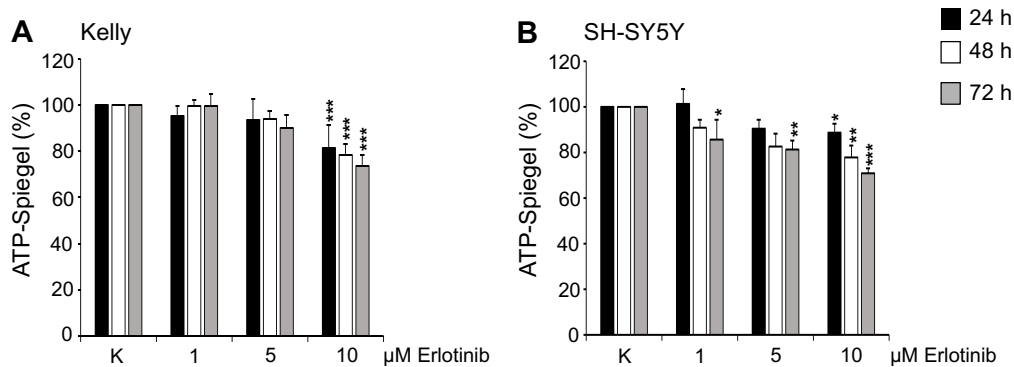 A Kelly
ATP-Spiegel (%)
120
100
80
60
40
20
0
*** *** ***
K 1 5 10 µM Erlotinib
B SH-SY5Y
ATP-Spiegel (%)
120
100
80
60
40
20
0
* ** * ** ***
K 1 5 10 µM Erlotinib
24 h
48 h
72 h